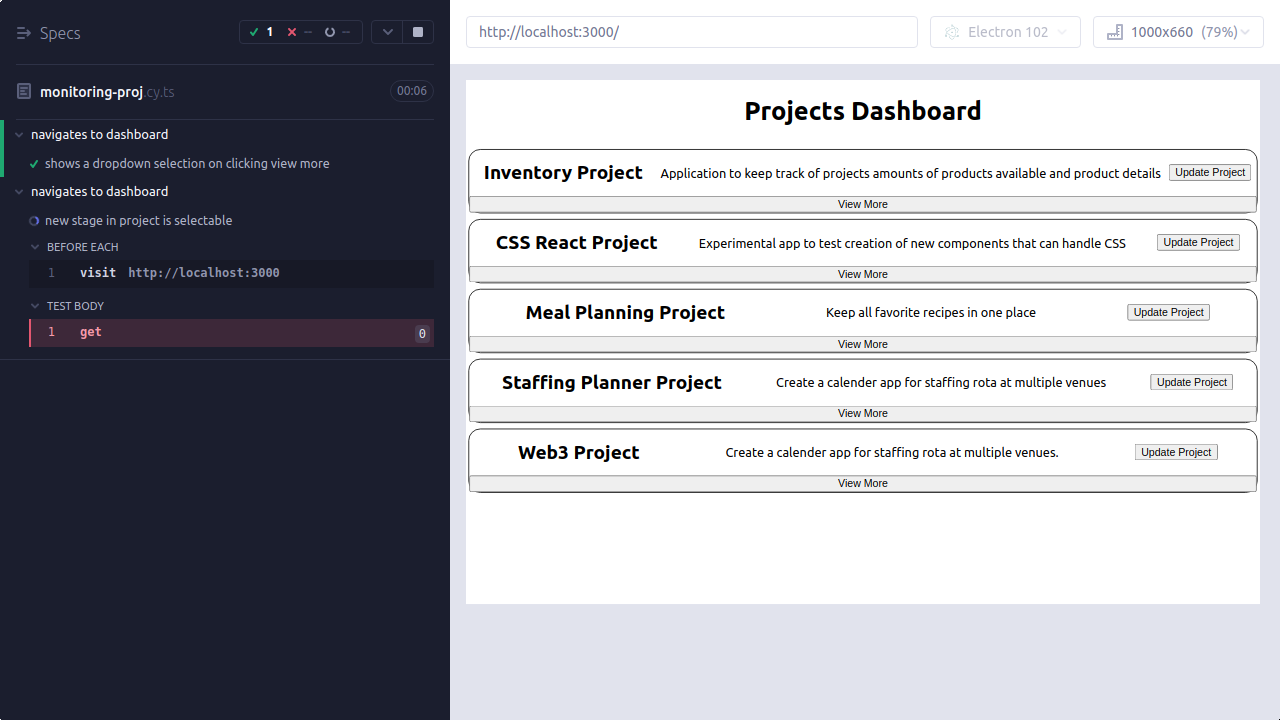 Specs
1 -- --
monitoring-proj.cy.ts 00:06
navigates to dashboard
shows a dropdown selection on clicking view more
navigates to dashboard
new stage in project is selectable
BEFORE EACH
1 visit http://localhost:3000
TEST BODY
1 get 0
http://localhost:3000/
Electron 102
1000x660 (79%)
Projects Dashboard
Inventory Project Application to keep track of projects amounts of products available and product details Update Project
View More
CSS React Project Experimental app to test creation of new components that can handle CSS Update Project
View More
Meal Planning Project Keep all favorite recipes in one place Update Project
View More
Staffing Planner Project Create a calender app for staffing rota at multiple venues Update Project
View More
Web3 Project Create a calender app for staffing rota at multiple venues. Update Project
View More